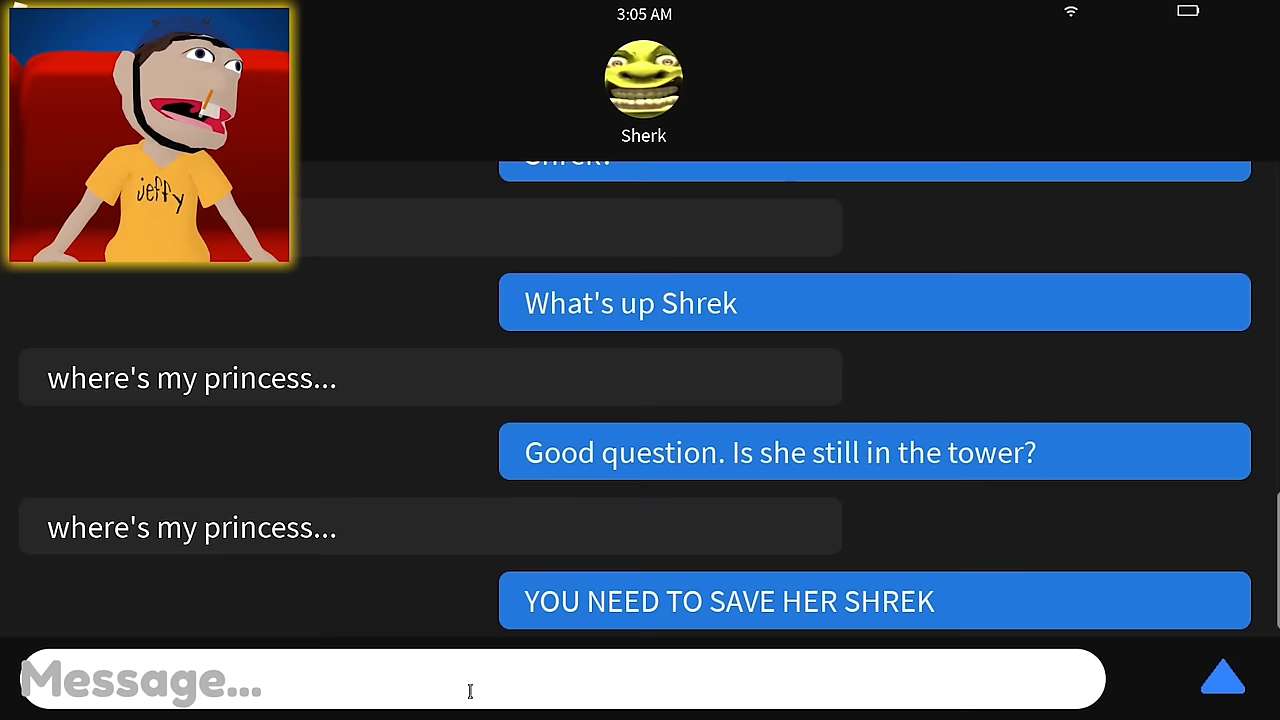 3:05 AM
jeffy
Sherk
What's up Shrek
where's my princess...
Good question. Is she still in the tower?
where's my princess...
YOU NEED TO SAVE HER SHREK
Message...